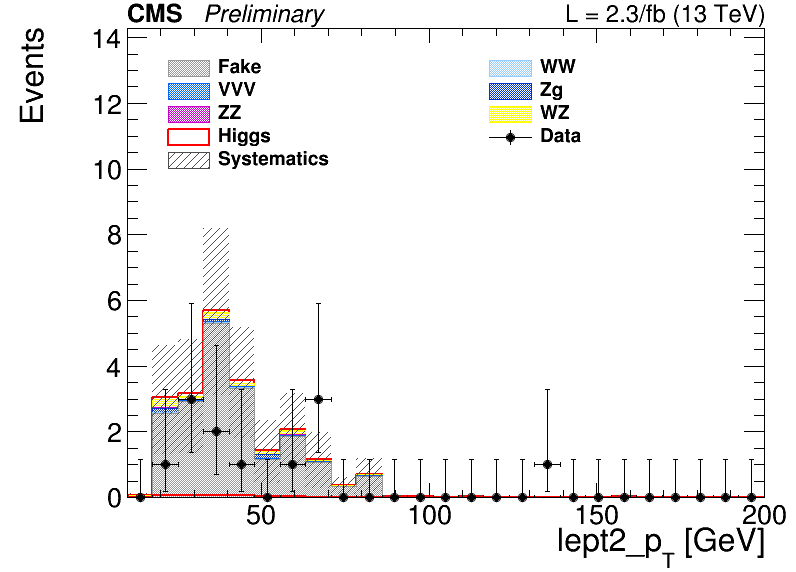 CMS Preliminary L = 2.3/fb (13 TeV)
Events
14
12
10
8
6
4
2
0
Fake
VVV
ZZ
Higgs
Systematics
WW
Zg
WZ
Data
50 100 150 200
lept2_p_T [GeV]